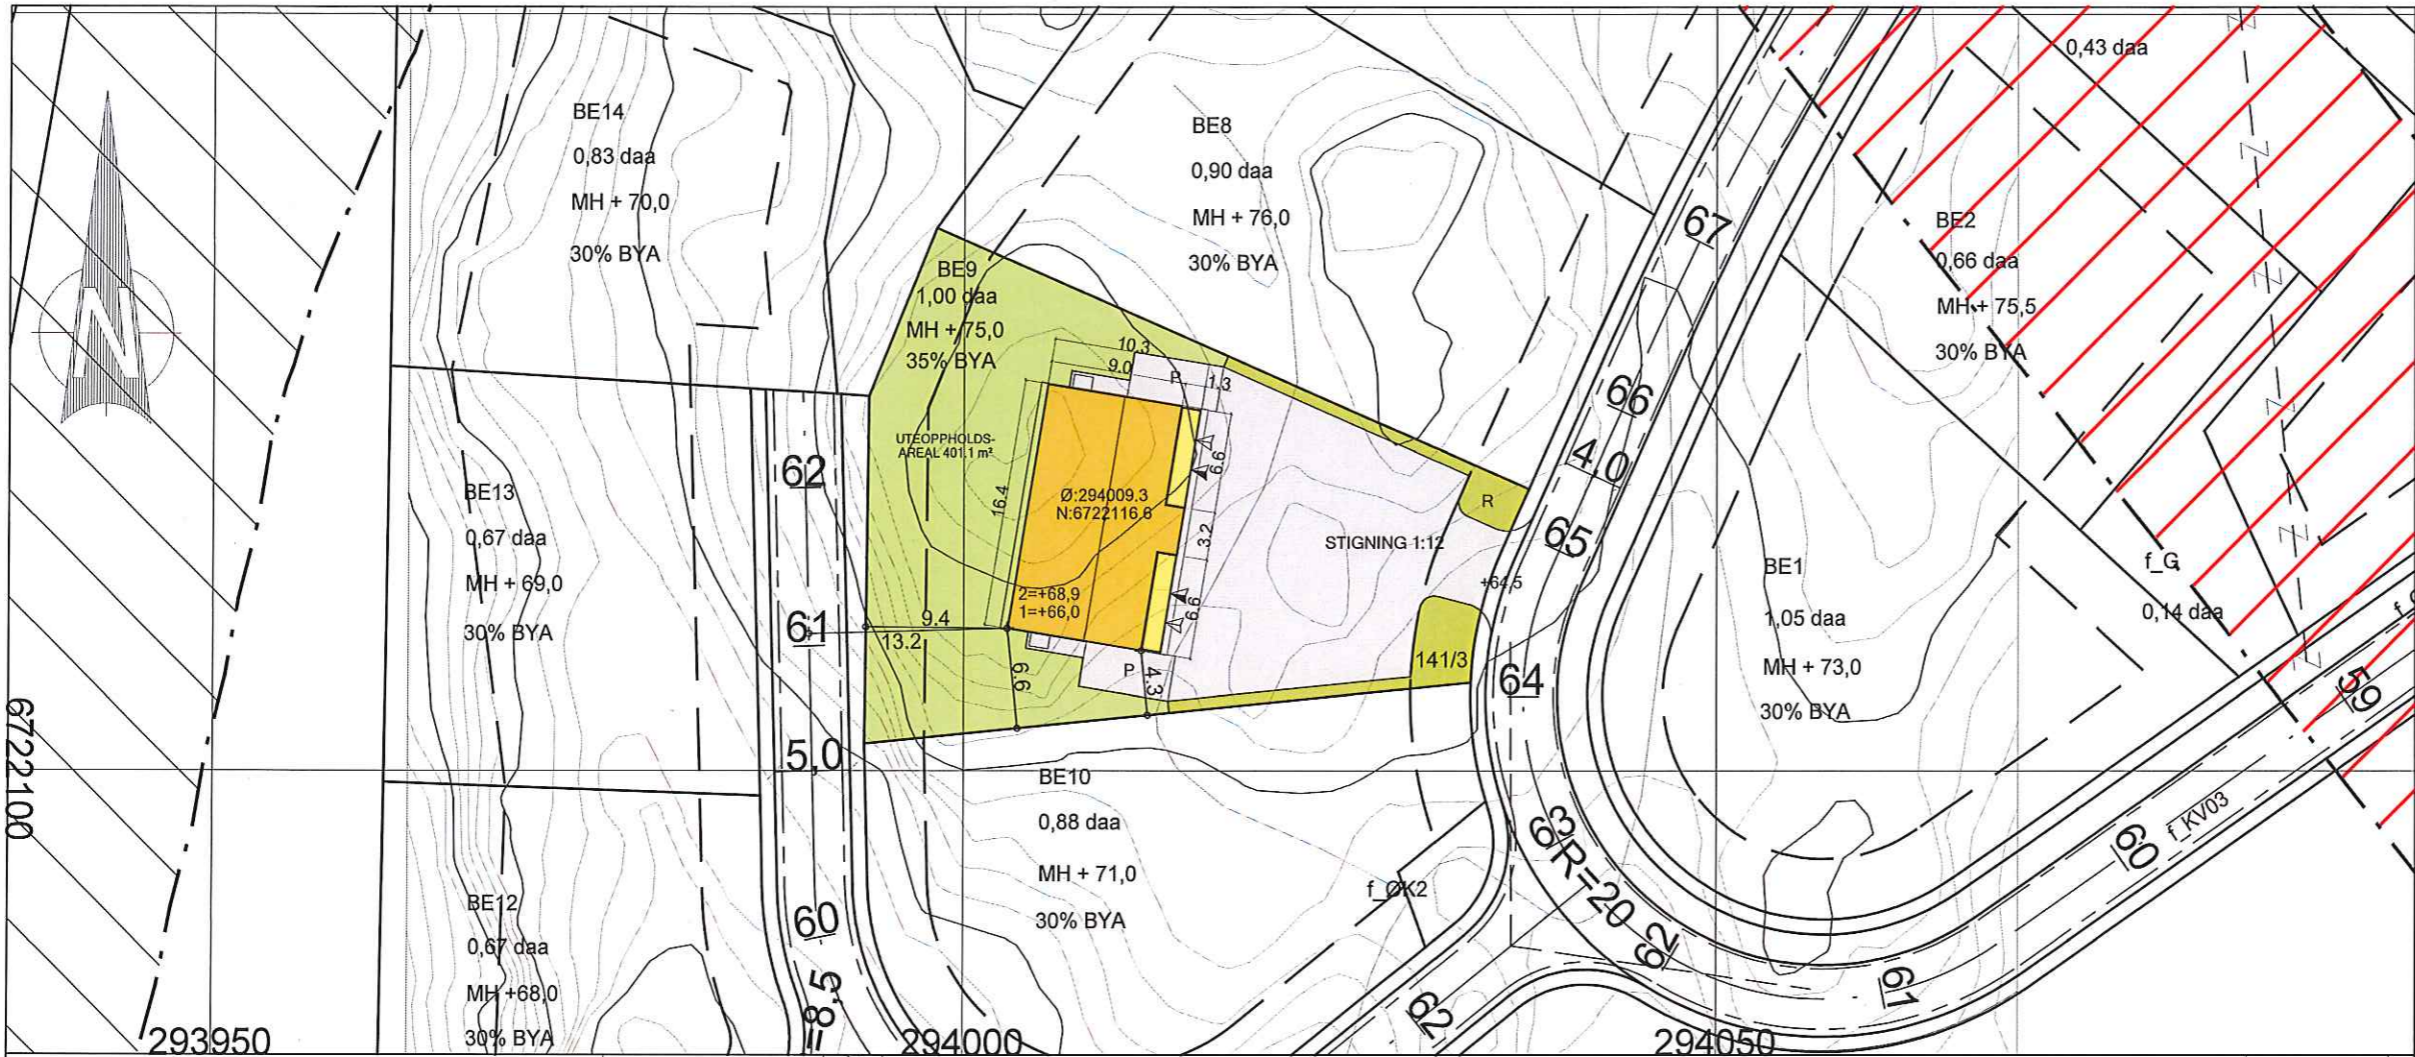 N
BE14
0,83 daa
MH + 70,0
30% BYA
BE8
0,90 daa
MH + 76,0
30% BYA
0,43 daa
BE2
0,66 daa
MH + 75,5
30% BYA
BE9
1,00 daa
MH + 75,0
35% BYA
10.3
9.0
P
1.3
UTEOPPHOLDS-
AREAL 401.1 m²
16.4
Ø:294009.3
N:6722116.6
6.6
3.2
6.6
2=+68,9
1=+66,0
9.4
13.2
6.6
P
4.3
R
STIGNING 1:12
+64,5
141/3
67
66
4,0
65
64
63
R=20
62
61
60
59
f_KV03
62
62
61
5,0
60
=8,5
BE13
0,67 daa
MH + 69,0
30% BYA
BE1
1,05 daa
MH + 73,0
30% BYA
f_G
0,14 daa
BE10
0,88 daa
MH + 71,0
30% BYA
f_ØK2
BE12
0,67 daa
MH +68,0
30% BYA
6722100
293950
294000
294050